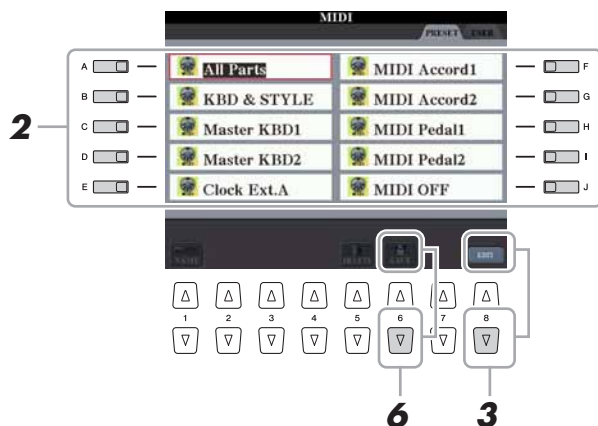 MIDI
PRESET USER
A All Parts MIDI Accord1 F
B KBD & STYLE MIDI Accord2 G
2 C Master KBD1 MIDI Pedal1 H
D Master KBD2 MIDI Pedal2 I
E Clock Ext.A MIDI OFF J
NAME DELETE SAVE EDIT
1 2 3 4 5 6 7 8
6 3